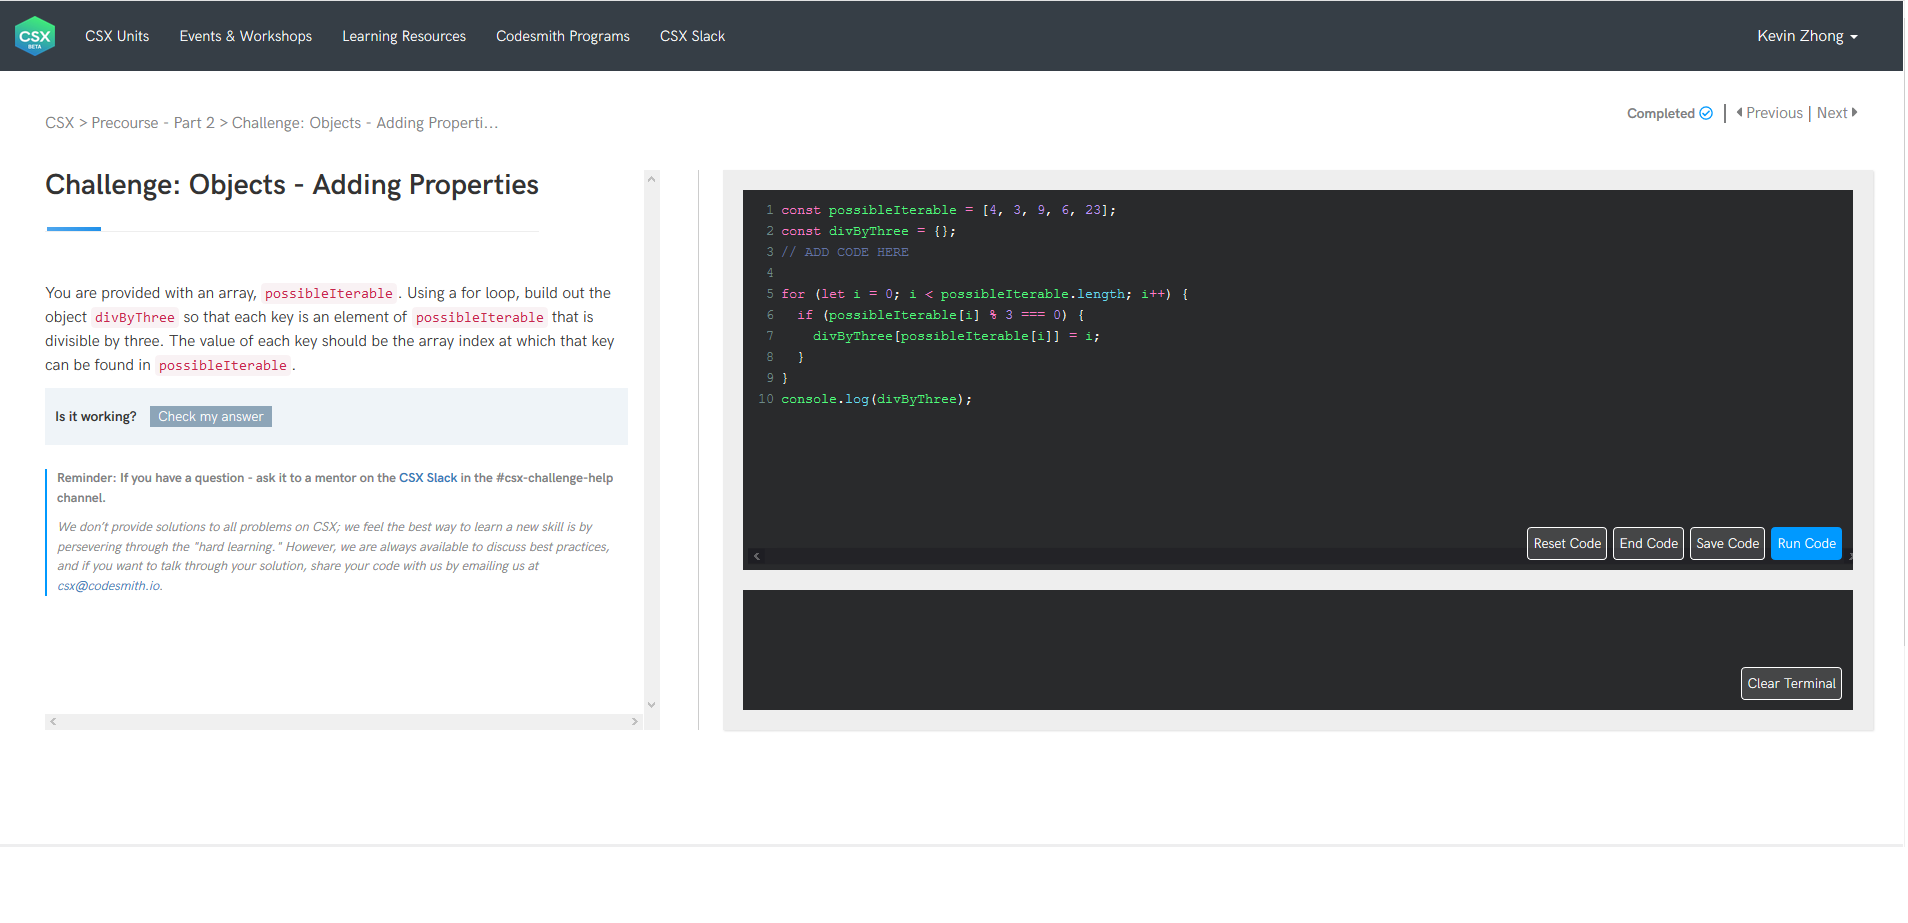 CSX
BETA
CSX Units
Events & Workshops
Learning Resources
Codesmith Programs
CSX Slack
Kevin Zhong
CSX > Precourse - Part 2 > Challenge: Objects - Adding Properti...
Completed
Previous | Next
Challenge: Objects - Adding Properties
You are provided with an array, possibleIterable. Using a for loop, build out the
object divByThree so that each key is an element of possibleIterable that is
divisible by three. The value of each key should be the array index at which that key
can be found in possibleIterable.
Is it working? Check my answer
Reminder: If you have a question - ask it to a mentor on the CSX Slack in the #csx-challenge-help
channel.
We don't provide solutions to all problems on CSX; we feel the best way to learn a new skill is by
persevering through the "hard learning." However, we are always available to discuss best practices,
and if you want to talk through your solution, share your code with us by emailing us at
csx@codesmith.io.
1 const possibleIterable = [4, 3, 9, 6, 23];
2 const divByThree = {};
3 // ADD CODE HERE
4
5 for (let i = 0; i < possibleIterable.length; i++) {
6   if (possibleIterable[i] % 3 === 0) {
7     divByThree[possibleIterable[i]] = i;
8   }
9 }
10 console.log(divByThree);
Reset Code
End Code
Save Code
Run Code
Clear Terminal